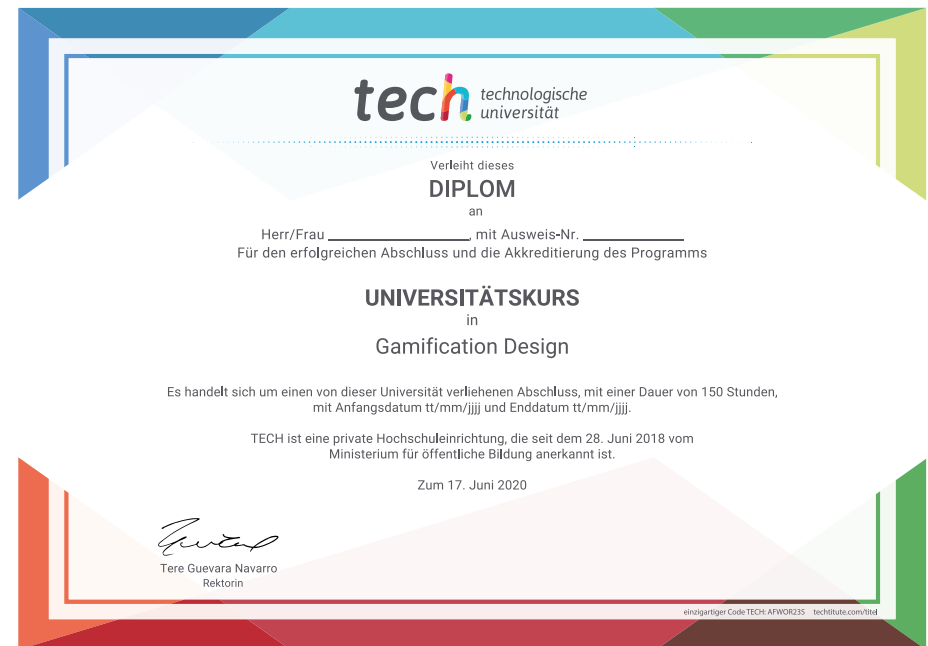 tech technologische
universität
Verleiht dieses
DIPLOM
an
Herr/Frau ____________________, mit Ausweis-Nr. __________________
Für den erfolgreichen Abschluss und die Akkreditierung des Programms
UNIVERSITÄTSKURS
in
Gamification Design
Es handelt sich um einen von dieser Universität verliehenen Abschluss, mit einer Dauer von 150 Stunden,
mit Anfangsdatum tt/mm/jjjj und Enddatum tt/mm/jjjj.
TECH ist eine private Hochschuleinrichtung, die seit dem 28. Juni 2018 vom
Ministerium für öffentliche Bildung anerkannt ist.
Zum 17. Juni 2020
Tere Guevara Navarro
Rektorin
einzigartiger Code TECH: AFWOR23S techtitute.com/titel